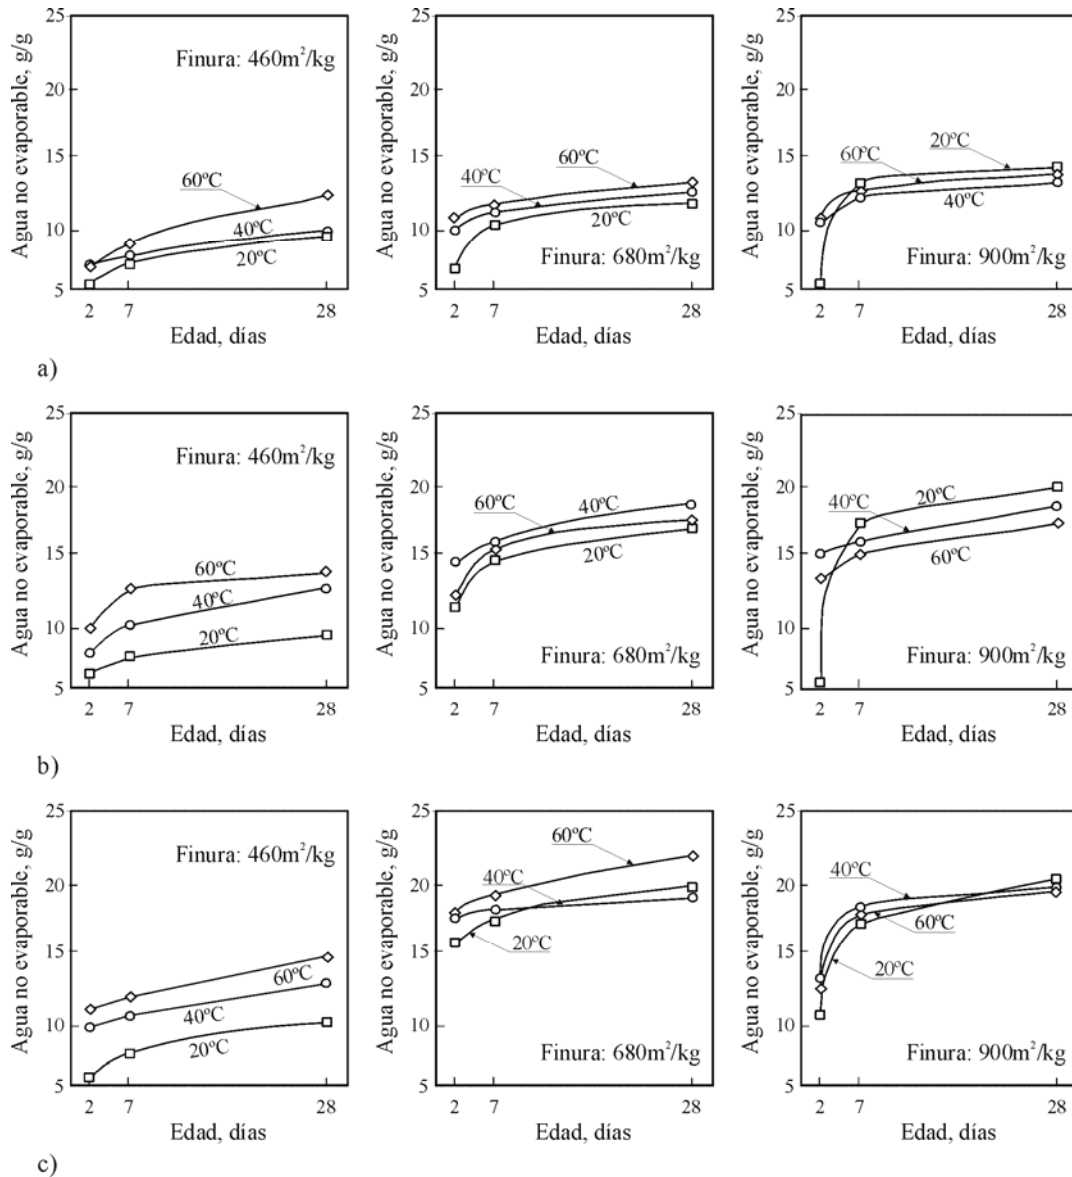 25
20
15
10
5
Agua no evaporable, g/g
Finura: 460m²/kg
60ºC
40ºC
20ºC
2 7 28
Edad, días
25
20
15
10
5
Agua no evaporable, g/g
60ºC
40ºC
20ºC
Finura: 680m²/kg
2 7 28
Edad, días
25
20
15
10
5
Agua no evaporable, g/g
20ºC
60ºC
40ºC
Finura: 900m²/kg
2 7 28
Edad, días
a)
25
20
15
10
5
Agua no evaporable, g/g
Finura: 460m²/kg
60ºC
40ºC
20ºC
2 7 28
Edad, días
25
20
15
10
5
Agua no evaporable, g/g
60ºC
40ºC
20ºC
Finura: 680m²/kg
2 7 28
Edad, días
25
20
15
10
5
Agua no evaporable, g/g
40ºC
20ºC
60ºC
Finura: 900m²/kg
2 7 28
Edad, días
b)
25
20
15
10
5
Agua no evaporable, g/g
Finura: 460m²/kg
60ºC
40ºC
20ºC
2 7 28
Edad, días
25
20
15
10
5
Agua no evaporable, g/g
60ºC
40ºC
20ºC
Finura: 680m²/kg
2 7 28
Edad, días
25
20
15
10
5
Agua no evaporable, g/g
40ºC
60ºC
20ºC
Finura: 900m²/kg
2 7 28
Edad, días
c)